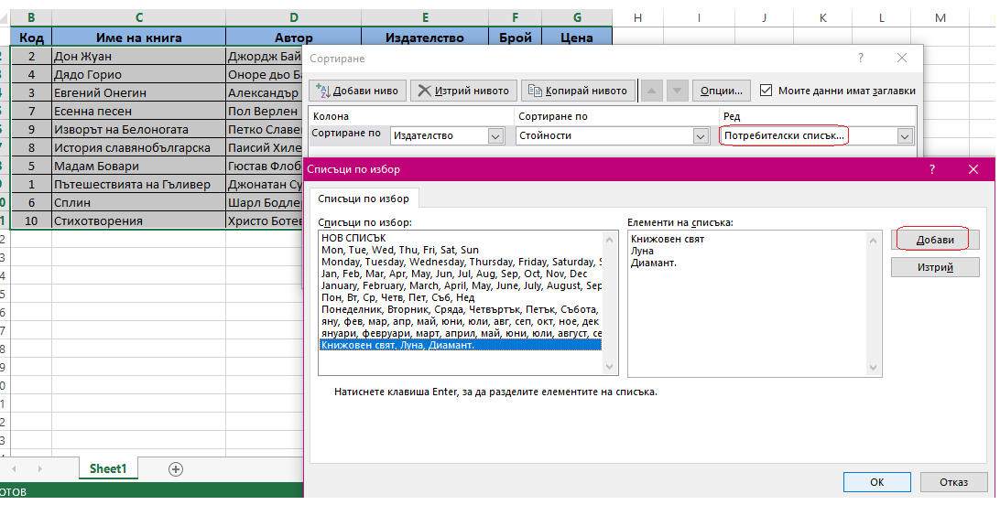 B C D E F G H I J K L M
Код Име на книга Автор Издателство Брой Цена
2 Дон Жуан Джордж Бай
4 Дядо Горио Оноре дьо Ба
3 Евгений Онегин Александър
7 Есенна песен Пол Верлен
9 Изворът на Белоногата Петко Славе
8 История славянобългарска Паисий Хиле
5 Мадам Бовари Гюстав Флоб
1 Пътешествията на Гъливер Джонатан Су
6 Сплин Шарл Бодлер
10 Стихотворения Христо Ботев
Сортиране ?
Добави ниво Изтрий нивото Копирай нивото Опции... Моите данни имат заглавки
Колона Сортиране по Ред
Сортиране по Издателство Стойности Потребителски списък...
Списъци по избор ?
Списъци по избор
Списъци по избор:
НОВ СПИСЪК
Mon, Tue, Wed, Thu, Fri, Sat, Sun
Monday, Tuesday, Wednesday, Thursday, Friday, Saturday, S
Jan, Feb, Mar, Apr, May, Jun, Jul, Aug, Sep, Oct, Nov, Dec
January, February, March, April, May, June, July, August, Sep
Пон, Вт, Ср, Четв, Пет, Съб, Нед
Понеделник, Вторник, Сряда, Четвъртък, Петък, Събота,
яну, фев, мар, апр, май, юни, юли, авг, сеп, окт, ное, дек
януари, февруари, март, април, май, юни, юли, август, се
Книжовен свят, Луна, Диамант.
Елементи на списъка:
Книжовен свят
Луна
Диамант.
Добави
Изтрий
Натиснете клавиша Enter, за да разделите елементите на списъка.
OK Отказ
Sheet1
ОТОВ